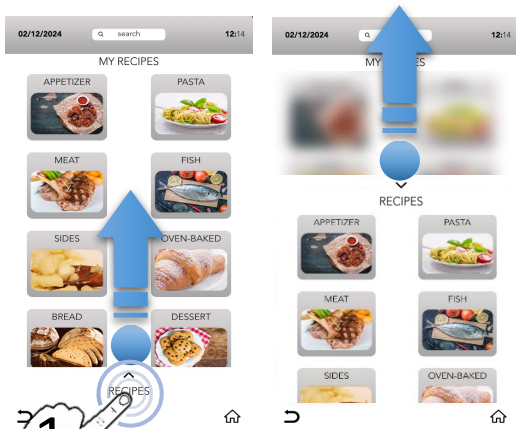 02/12/2024 search 12:14
MY RECIPES
APPETIZER PASTA
MEAT FISH
SIDES OVEN-BAKED
BREAD DESSERT
RECIPES
1
02/12/2024 12:14
RECIPES
APPETIZER PASTA
MEAT FISH
SIDES OVEN-BAKED